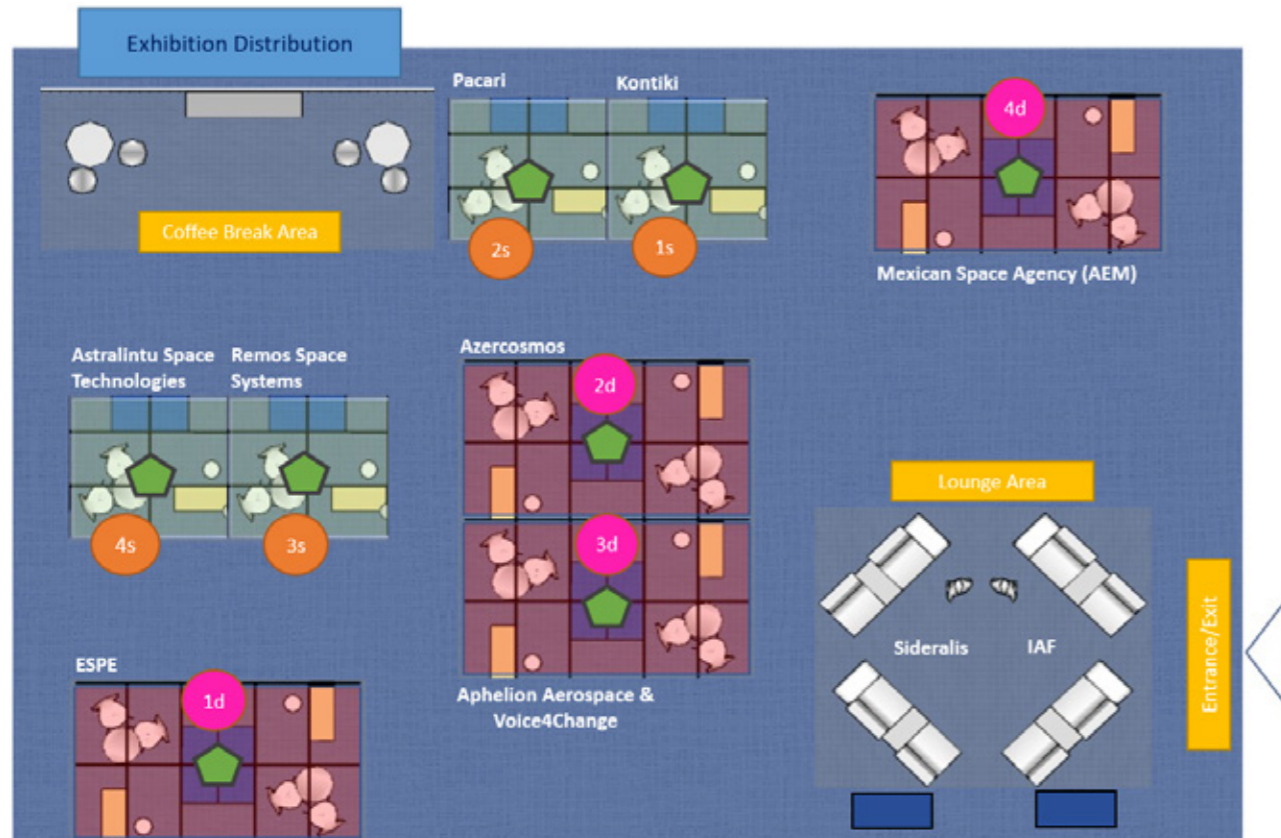 Exhibition Distribution
Pacari
Kontiki
4d
Coffee Break Area
2s
1s
Mexican Space Agency (AEM)
Astralintu Space
Technologies
Remos Space
Systems
Azercosmos
2d
4s
3s
3d
Lounge Area
Sideralis
IAF
Entrance/Exit
ESPE
1d
Aphelion Aerospace &
Voice4Change